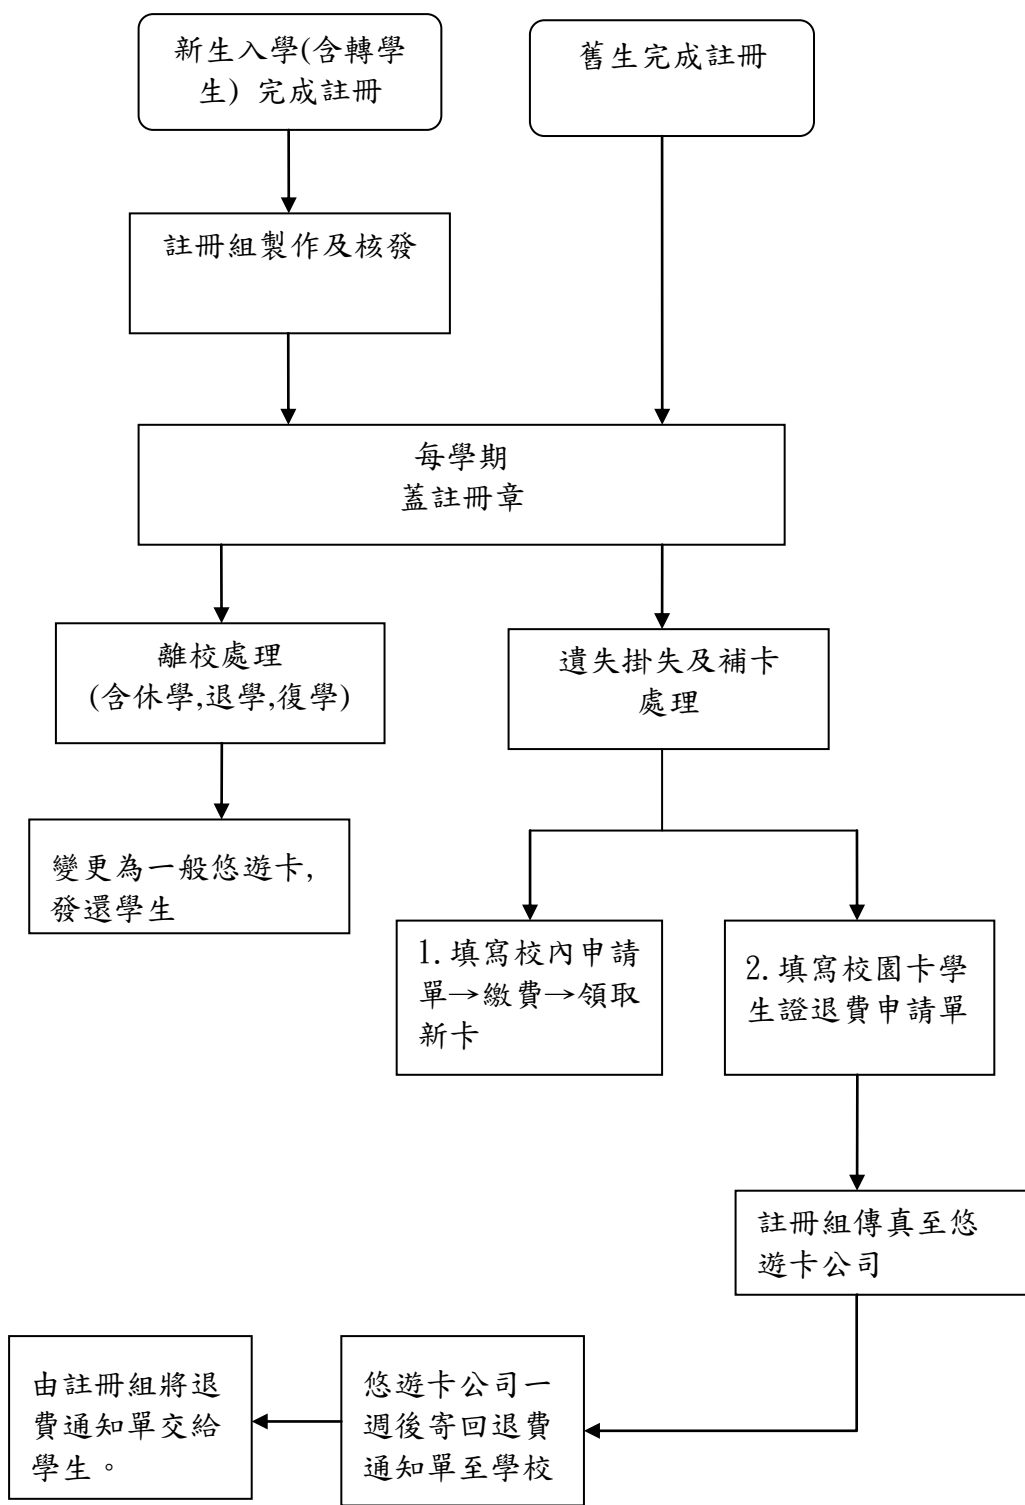 新生入學(含轉學
生) 完成註冊
舊生完成註冊
註冊組製作及核發
每學期
蓋註冊章
離校處理
(含休學,退學,復學)
遺失掛失及補卡
處理
變更為一般悠遊卡,
發還學生
1.填寫校內申請
單→繳費→領取
新卡
2.填寫校園卡學
生證退費申請單
註冊組傳真至悠
遊卡公司
由註冊組將退
費通知單交給
學生。
悠遊卡公司一
週後寄回退費
通知單至學校